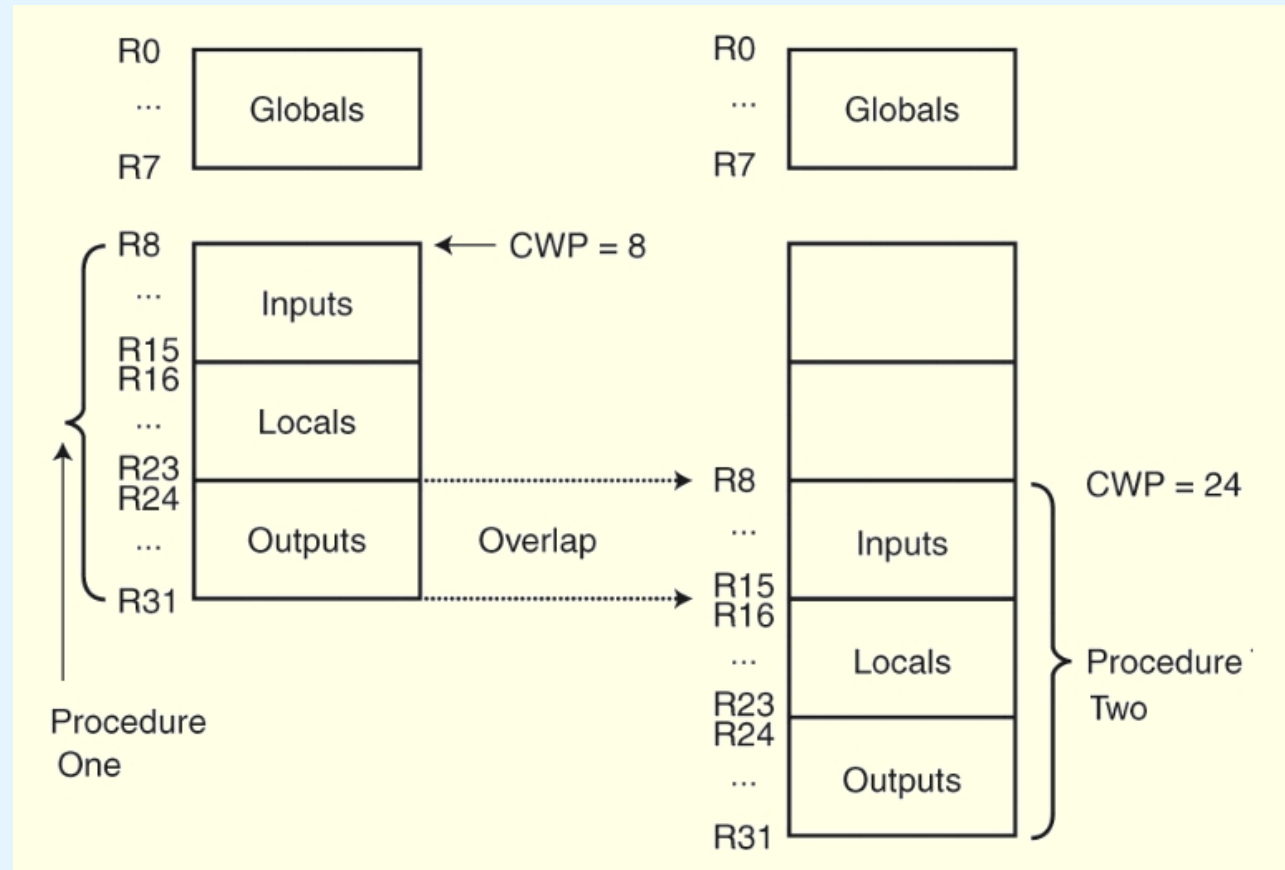 R0
...
Globals
R7
R8
CWP = 8
...
Inputs
R15
R16
...
Locals
R23
R24
...
Outputs
Overlap
R31
Procedure
One
R0
...
Globals
R7
R8
CWP = 24
...
Inputs
R15
R16
...
Locals
Procedure
Two
R23
R24
...
Outputs
R31